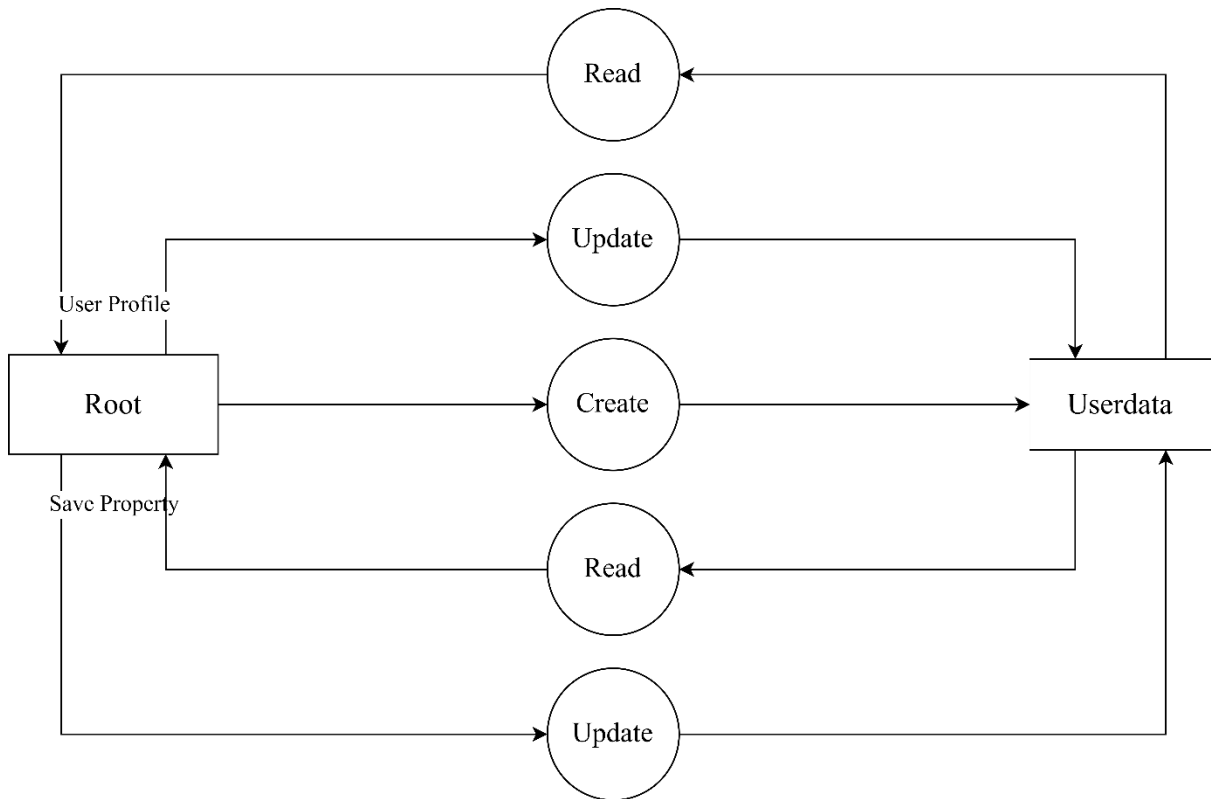 Read
Update
User Profile
Root
Create
Userdata
Save Property
Read
Update